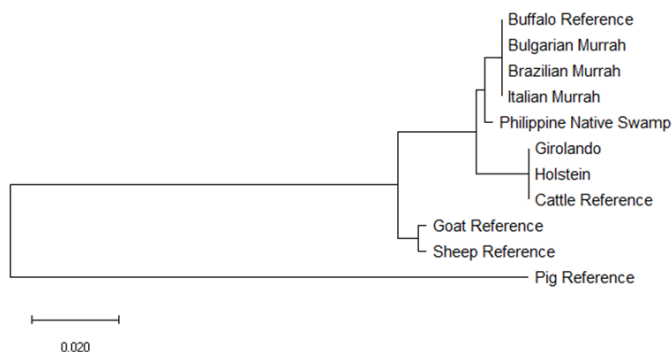 Buffalo Reference
Bulgarian Murrah
Brazilian Murrah
Italian Murrah
Philippine Native Swamp
Girolando
Holstein
Cattle Reference
Goat Reference
Sheep Reference
Pig Reference
0.020